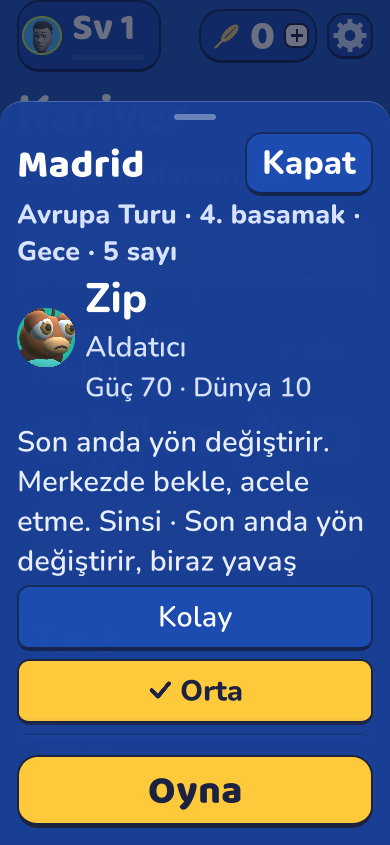 Sv 1
0
Kariyer
Madrid
Kapat
Avrupa Turu · 4. basamak ·
Gece · 5 sayı
Zip
Aldatıcı
Güç 70 · Dünya 10
Son anda yön değiştirir.
Merkezde bekle, acele
etme. Sinsi · Son anda yön
değiştirir, biraz yavaş
Kolay
✓ Orta
Oyna